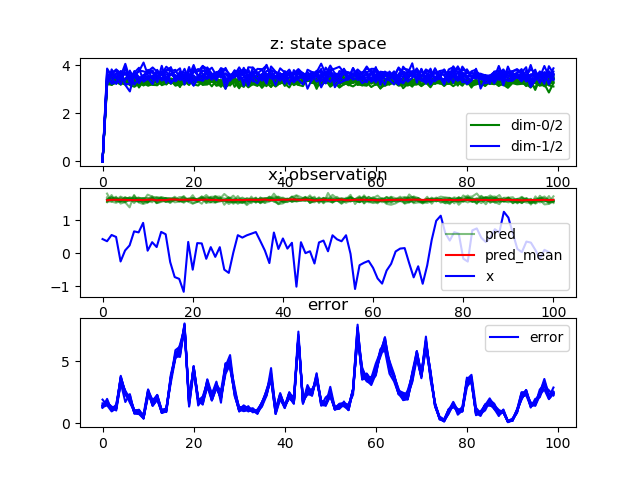 z: state space
4
2
0
dim-0/2
dim-1/2
0 20 40 60 80 100
x: observation
1
0
−1
pred
pred_mean
x
0 20 40 60 80 100
error
5
0
error
0 20 40 60 80 100